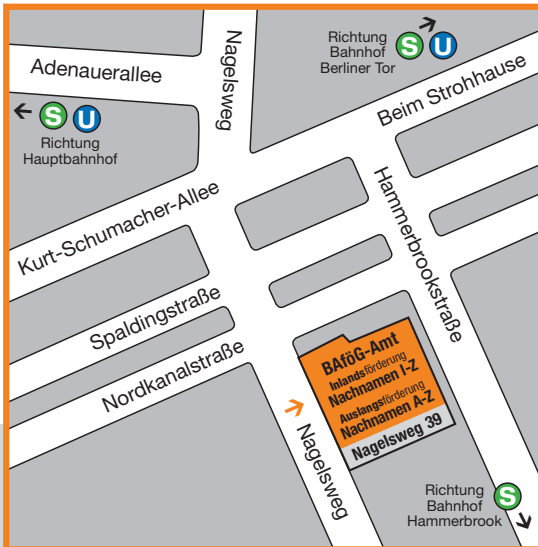 Nagelsweg
Adenauerallee
S U
Richtung
Hauptbahnhof
Richtung
Bahnhof
Berliner Tor
S U
Beim Strohhause
Kurt-Schumacher-Allee
Hammerbrookstraße
Spaldingstraße
Nordkanalstraße
BAföG-Amt
Inlandsförderung
Nachnamen I-Z
Auslangsförderung
Nachnamen A-Z
Nagelsweg 39
Nagelsweg
Richtung
Bahnhof
Hammerbrook
S